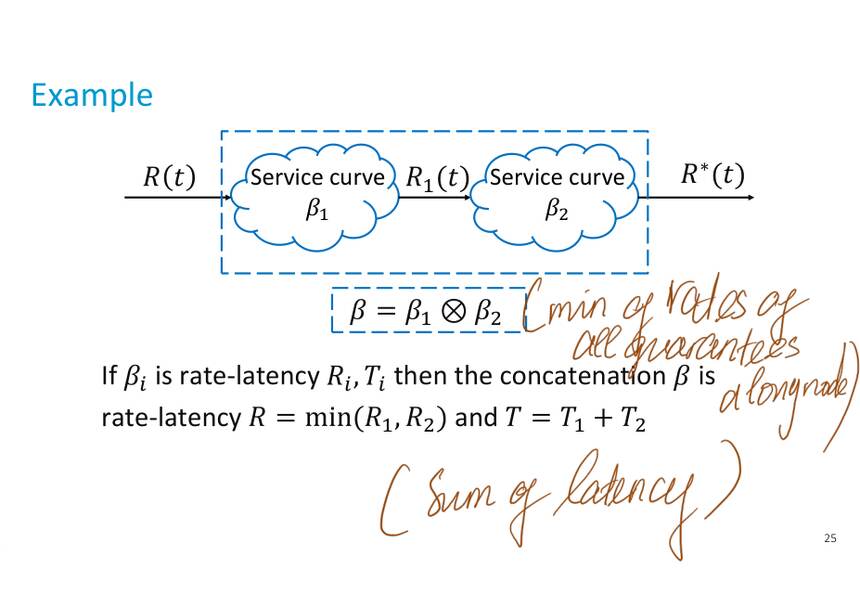 Example
R(t)
Service curve
β₁
R₁(t)
Service curve
β₂
R*(t)
β = β₁ ⊗ β₂
(min of rates of
all guarantees
along node)
If βᵢ is rate-latency Rᵢ, Tᵢ then the concatenation β is
rate-latency R = min(R₁, R₂) and T = T₁ + T₂
(Sum of latency)
25